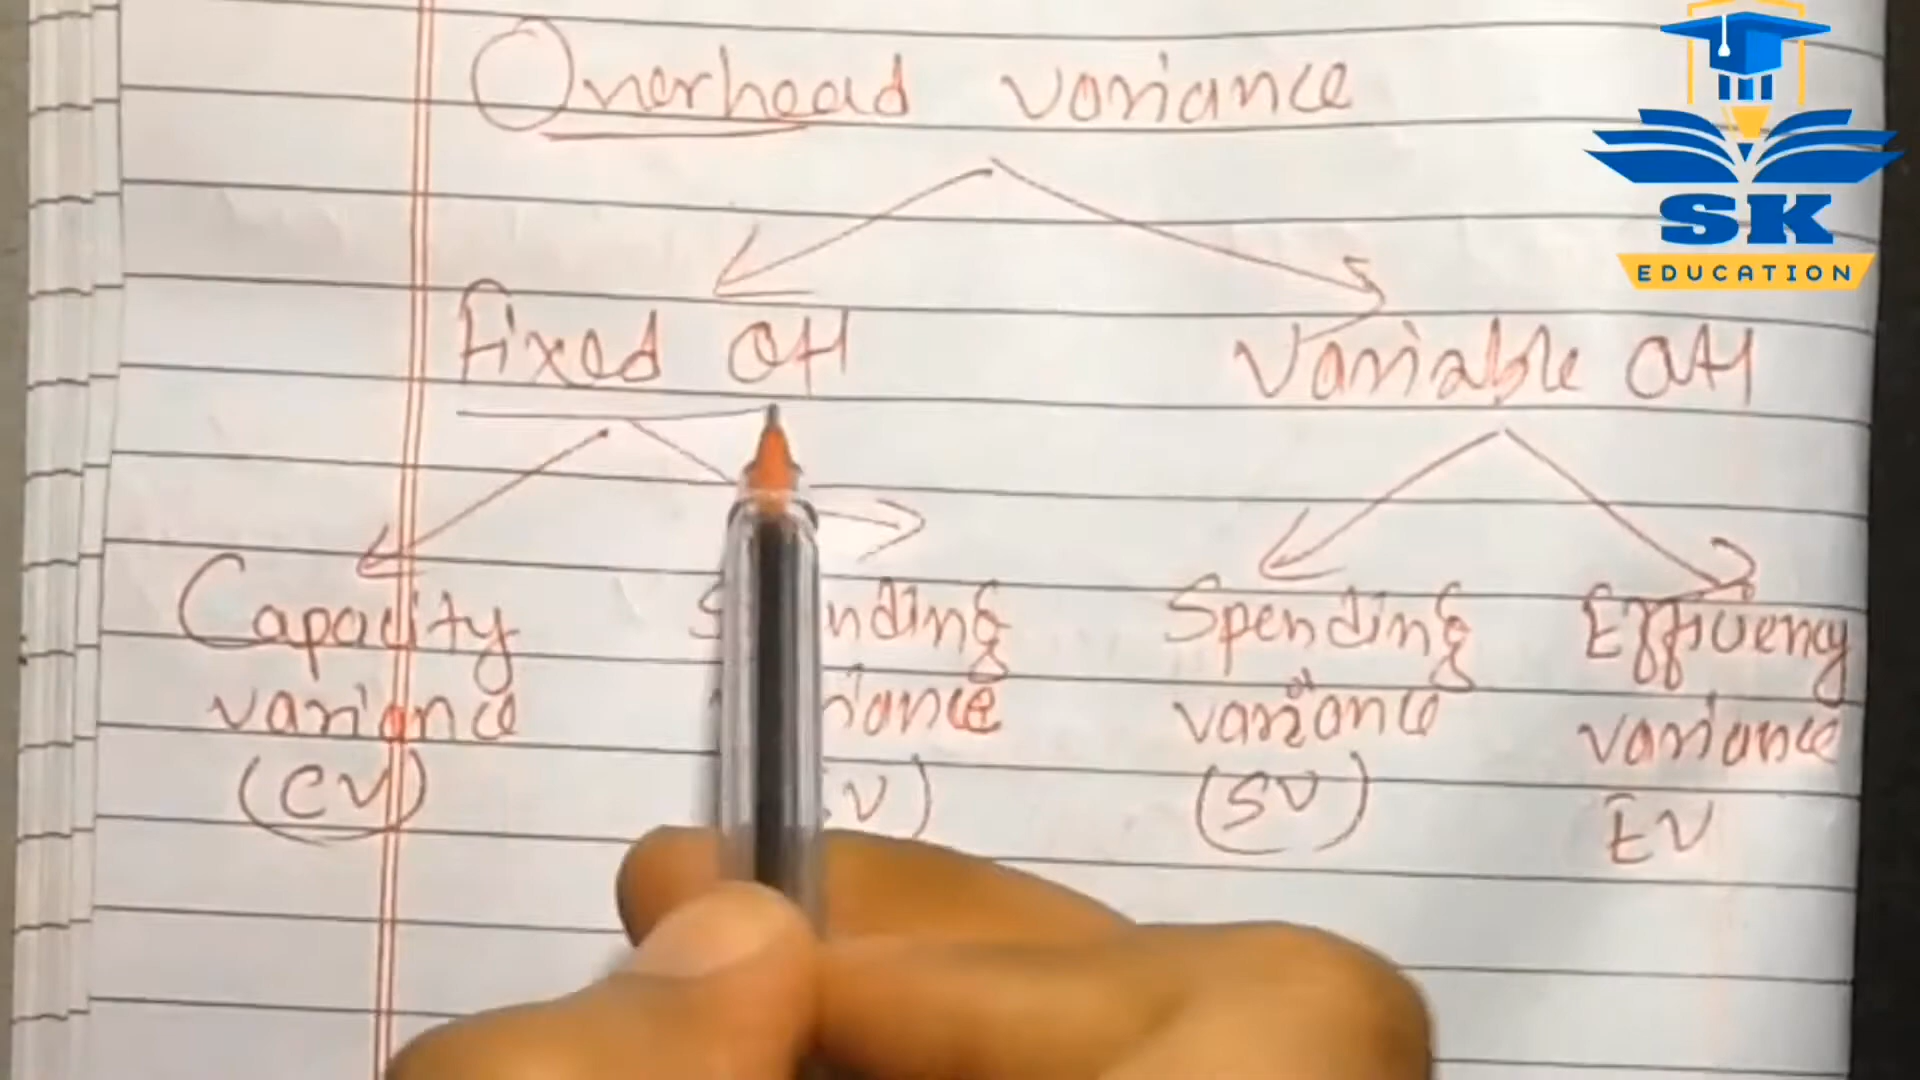 Overhead variance
Fixed OH
Variable OH
Capacity
variance
(CV)
Spending
variance
(SV)
Efficiency
variance
EV
SK
EDUCATION